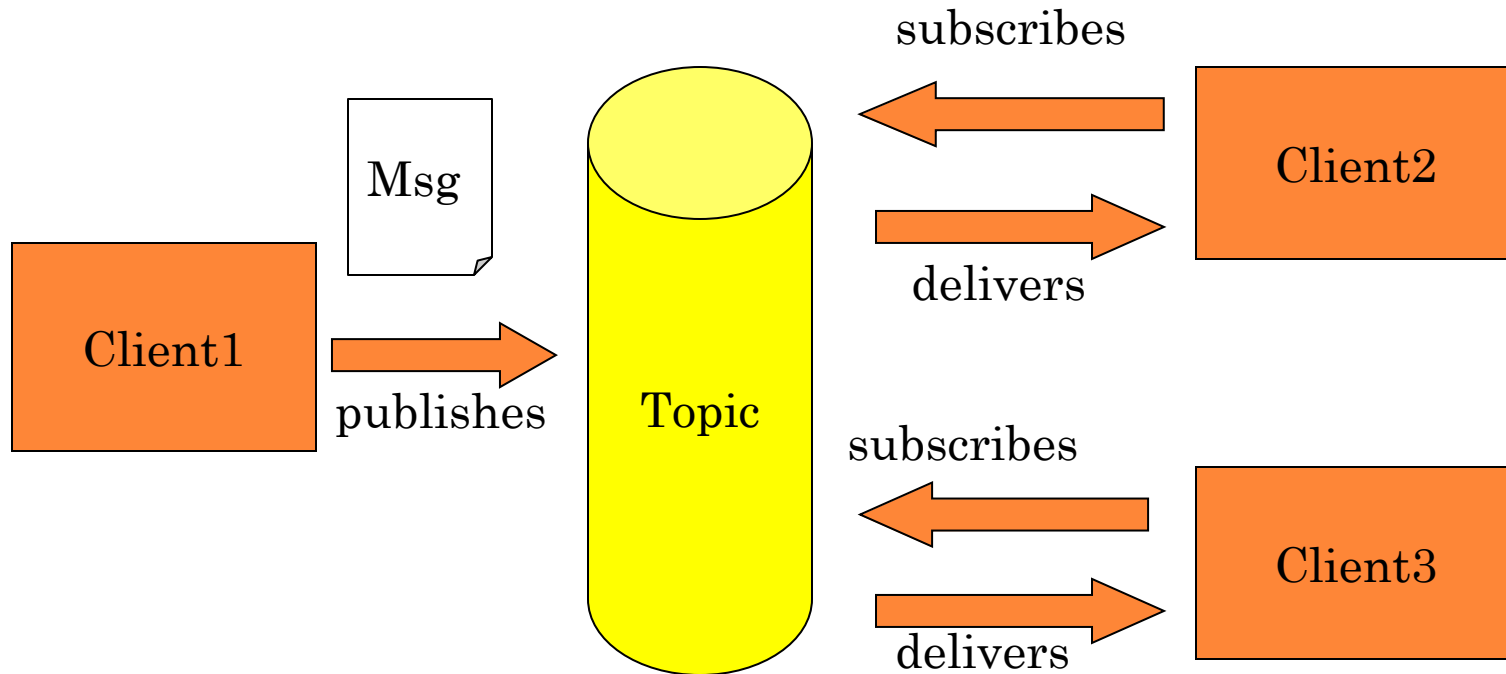 subscribes
Msg
Client2
delivers
Client1
publishes
Topic
subscribes
Client3
delivers